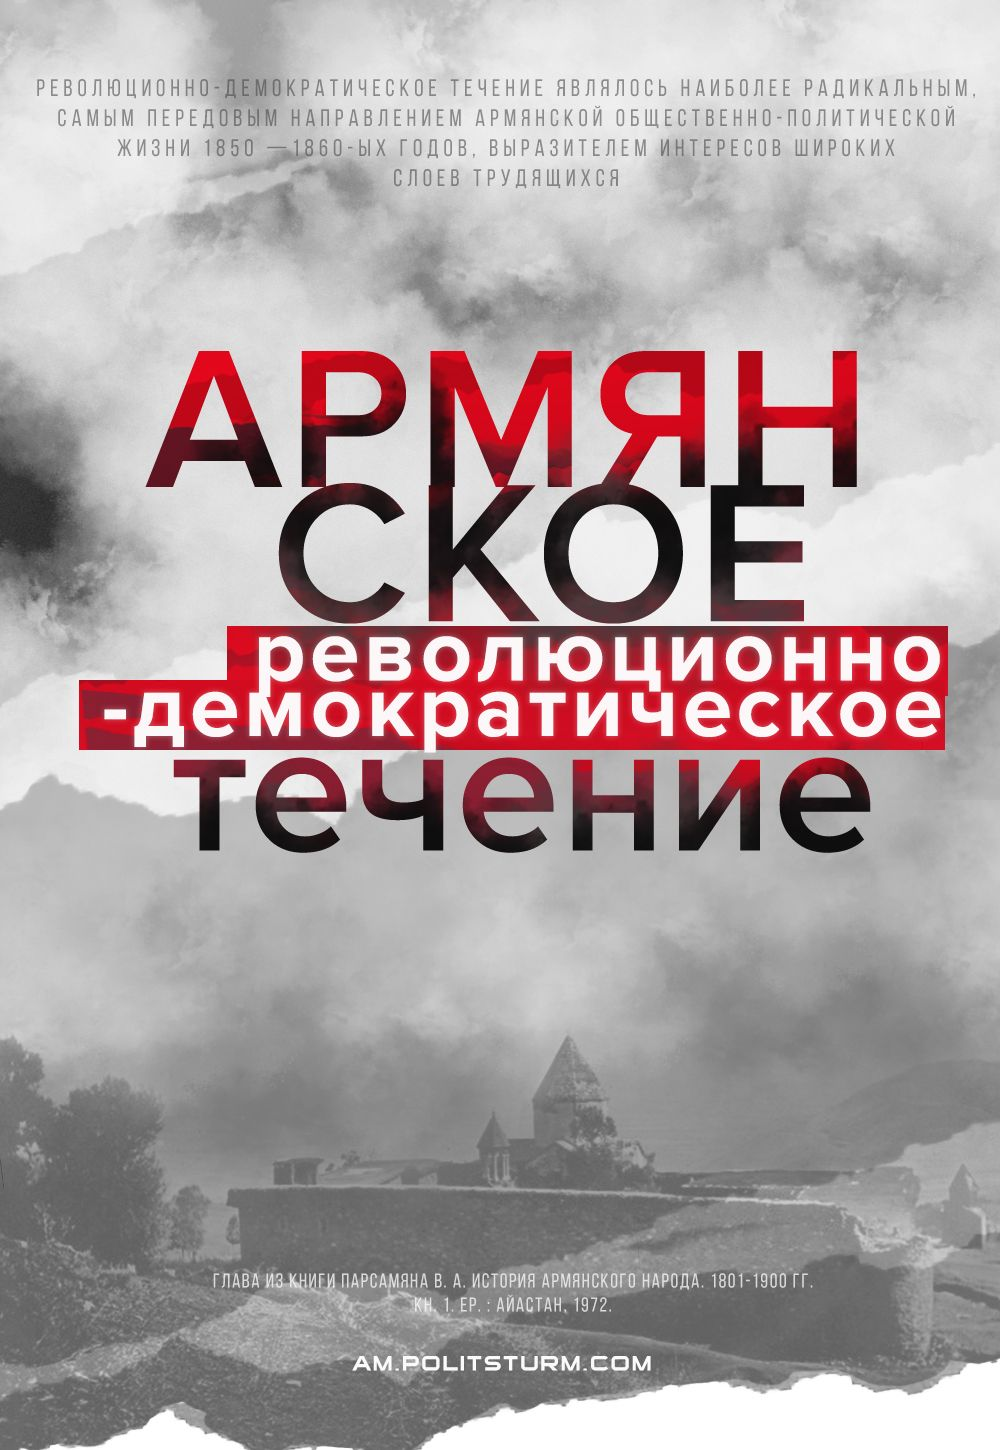 РЕВОЛЮЦИОННО-ДЕМОКРАТИЧЕСКОЕ ТЕЧЕНИЕ ЯВЛЯЛОСЬ НАИБОЛЕЕ РАДИКАЛЬНЫМ,
САМЫМ ПЕРЕДОВЫМ НАПРАВЛЕНИЕМ АРМЯНСКОЙ ОБЩЕСТВЕННО-ПОЛИТИЧЕСКОЙ
ЖИЗНИ 1850 —1860-ЫХ ГОДОВ, ВЫРАЗИТЕЛЕМ ИНТЕРЕСОВ ШИРОКИХ
СЛОЕВ ТРУДЯЩИХСЯ
АРМЯН
СКОЕ
революционно
-демократическое
течение
ГЛАВА ИЗ КНИГИ ПАРСАМЯНА В. А. ИСТОРИЯ АРМЯНСКОГО НАРОДА. 1801-1900 ГГ.
КН. 1. ЕР. : АЙАСТАН, 1972.
AM.POLITSTURM.COM